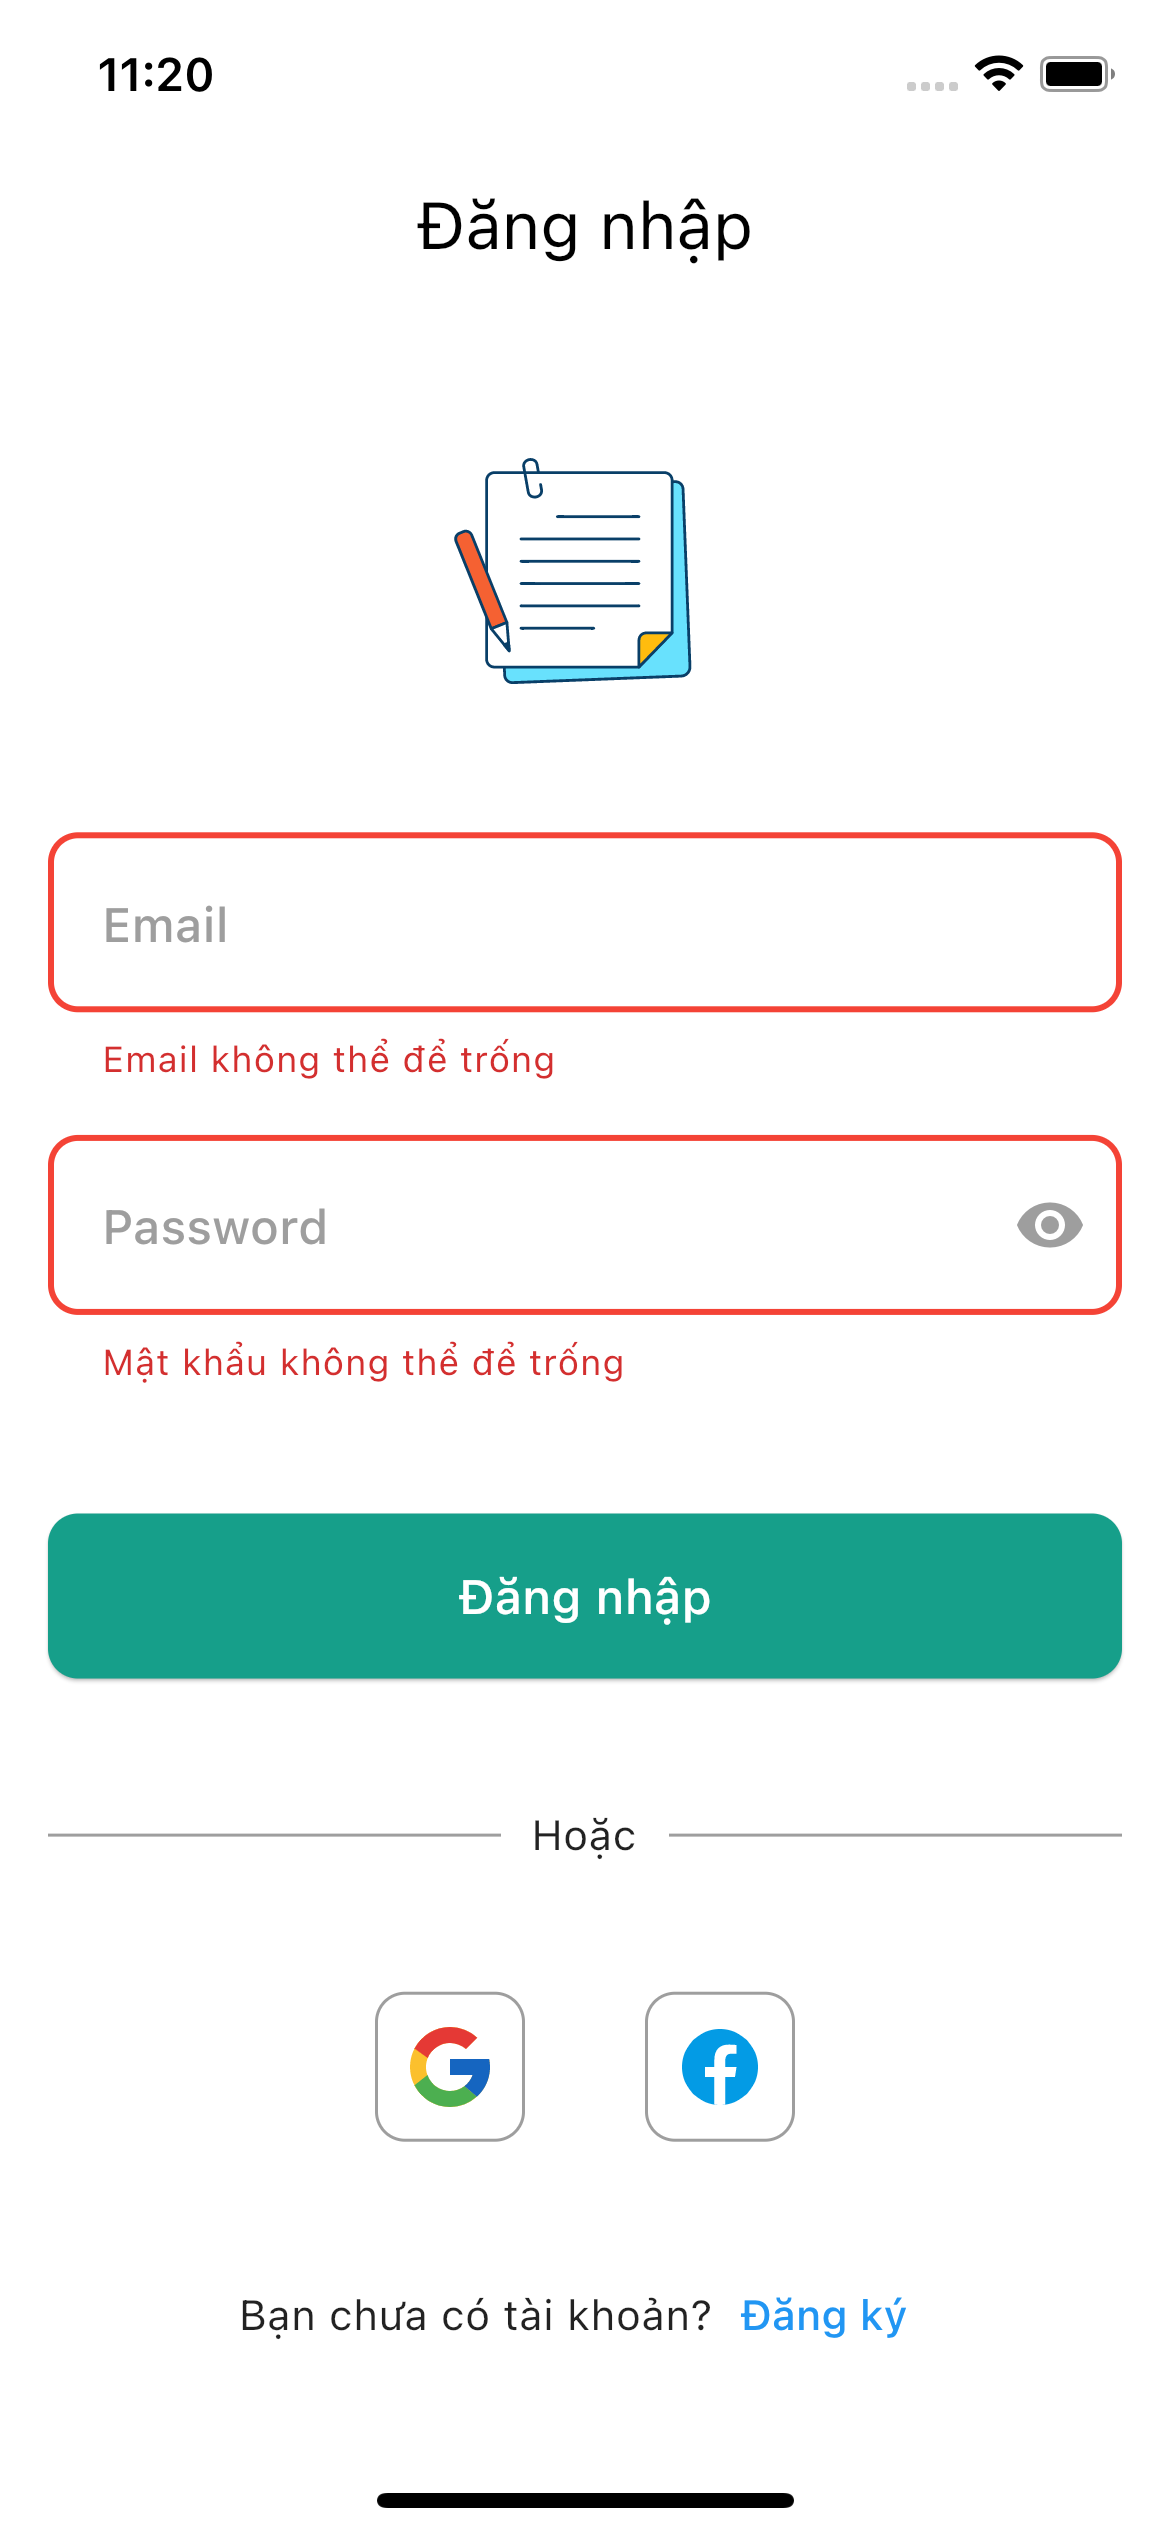 11:20
Đăng nhập
Email
Email không thể để trống
Password
Mật khẩu không thể để trống
Đăng nhập
Hoặc
Bạn chưa có tài khoản? Đăng ký